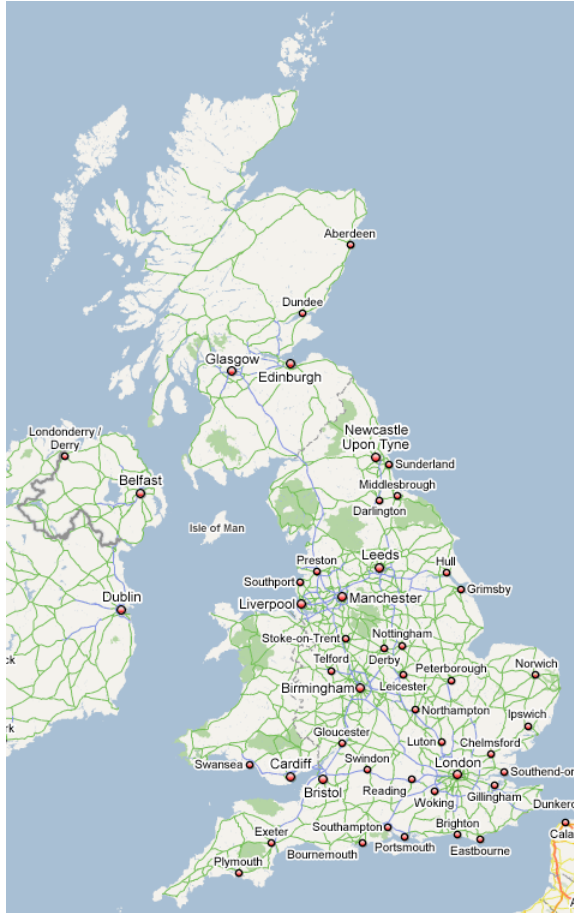 Aberdeen
Dundee
Glasgow
Edinburgh
Newcastle
Upon Tyne
Londonderry /
Derry
Sunderland
Belfast
Middlesbrough
Darlington
Isle of Man
Preston
Leeds
Hull
Southport
Grimsby
Liverpool
Manchester
Dublin
Stoke-on-Trent
Nottingham
Derby
Telford
Peterborough
Norwich
ck
Birmingham
Leicester
Northampton
Ipswich
rk
Gloucester
Luton
Chelmsford
Swansea
Cardiff
Swindon
London
Southend-on
Bristol
Reading
Gillingham
Woking
Dunkerq
Southampton
Brighton
Cala
Exeter
Bournemouth
Portsmouth
Eastbourne
Plymouth
A